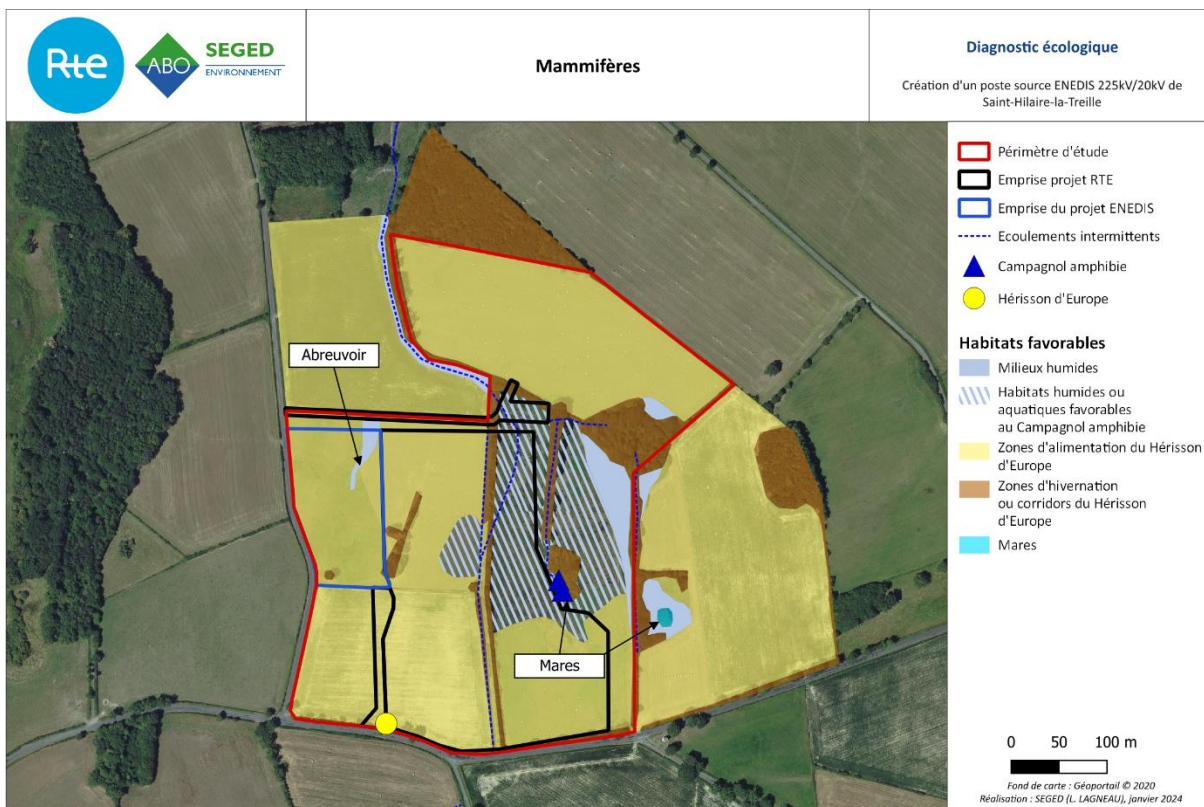 Rte
ABO
SEGED
ENVIRONNEMENT
Mammifères
Diagnostic écologique
Création d'un poste source ENEDIS 225kV/20kV de
Saint-Hilaire-la-Treille
Abreuvoir
Mares
Périmètre d'étude
Emprise projet RTE
Emprise du projet ENEDIS
Ecoulements intermittents
Campagnol amphibie
Hérisson d'Europe
Habitats favorables
Milieux humides
Habitats humides ou
aquatiques favorables
au Campagnol amphibie
Zones d'alimentation du Hérisson
d'Europe
Zones d'hivernation
ou corridors du Hérisson
d'Europe
Mares
0 50 100 m
Fond de carte : Géoportail © 2020
Réalisation : SEGED (L. LAGNEAU), janvier 2024